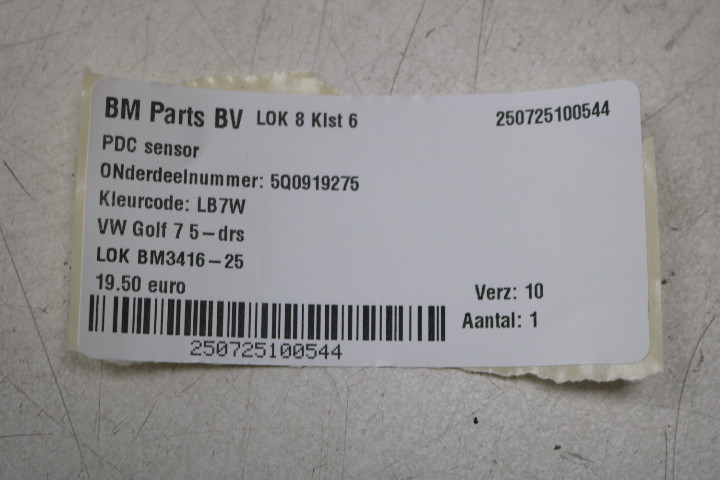 BM Parts BV LOK 8 Klst 6 250725100544
PDC sensor
ONderdeelnummer: 5Q0919275
Kleurcode: LB7W
VW Golf 7 5-drs
LOK BM3416-25
19.50 euro Verz: 10
Aantal: 1
250725100544